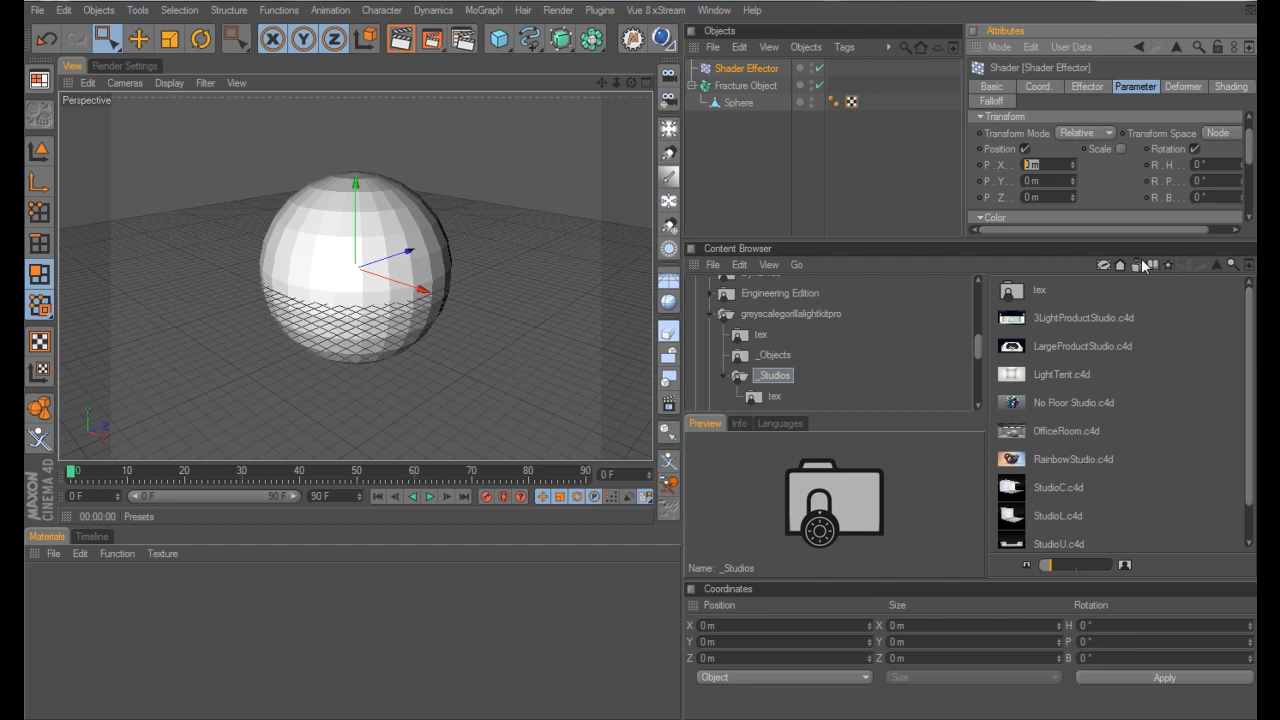 File Edit Objects Tools Selection Structure Functions Animation Character Dynamics MoGraph Hair Render Plugins Vue 8 xStream Window Help
X Y Z
View Render Settings
Edit Cameras Display Filter View
Perspective
Y Z X
0 10 20 30 40 50 60 70 80 90 0 F
0 F 0 F 90 F 90 F
P
00:00:00 Presets
Materials Timeline
File Edit Function Texture
MAXON
CINEMA 4D
Objects
File Edit View Objects Tags
Shader Effector
Fracture Object
Sphere
Attributes
Mode Edit User Data
Shader [Shader Effector]
Basic Coord. Effector Parameter Deformer Shading
Falloff
Transform
Transform Mode Relative Transform Space Node
Position Scale Rotation
P . X . . R . H 0 °
P . Y . . 0 m R . P . . . 0 °
P . Z . . 0 m R . B . . . 0 °
Color
Content Browser
File Edit View Go
Engineering Edition
greyscalegorillalightkitpro
tex
_Objects
_Studios
tex
tex
3LightProductStudio.c4d
LargeProductStudio.c4d
LightTent.c4d
No Floor Studio.c4d
OfficeRoom.c4d
RainbowStudio.c4d
StudioC.c4d
StudioL.c4d
StudioU.c4d
Preview Info Languages
Name: _Studios
Coordinates
Position Size Rotation
X 0 m X 0 m H 0 °
Y 0 m Y 0 m P 0 °
Z 0 m Z 0 m B 0 °
Object Size Apply